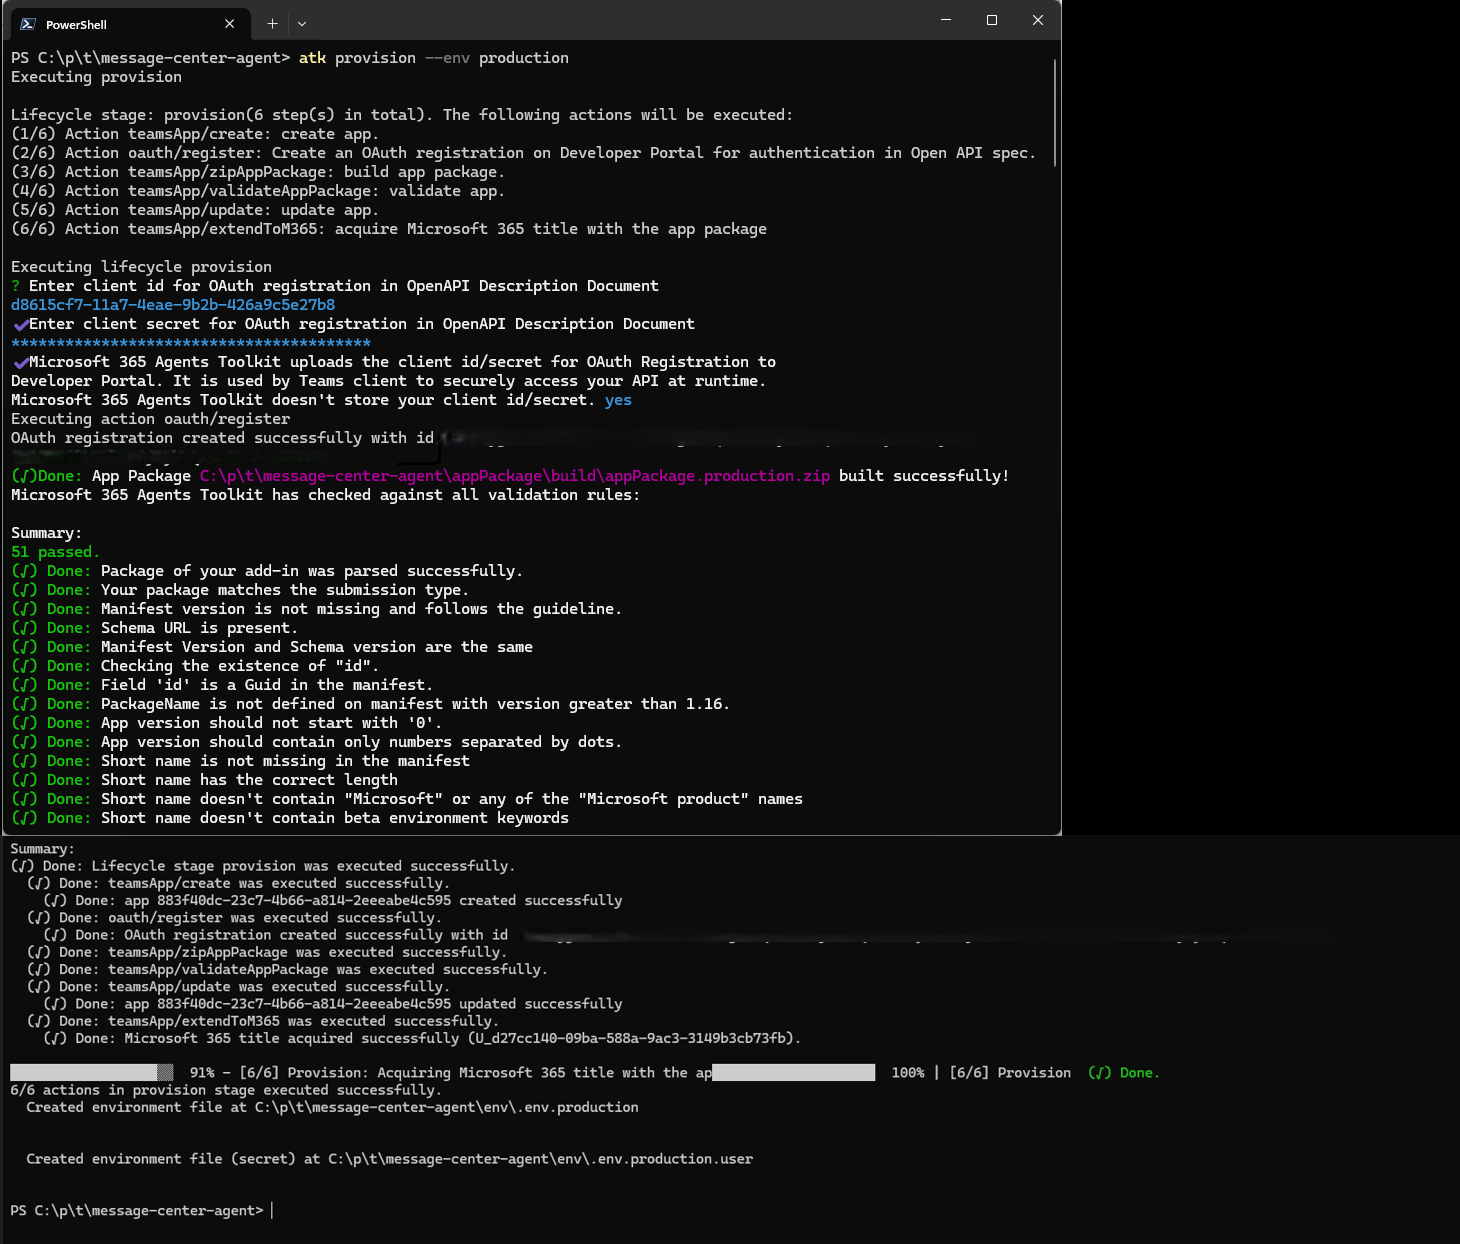 PowerShell
PS C:\p\t\message-center-agent> atk provision --env production
Executing provision
Lifecycle stage: provision(6 step(s) in total). The following actions will be executed:
(1/6) Action teamsApp/create: create app.
(2/6) Action oauth/register: Create an OAuth registration on Developer Portal for authentication in Open API spec.
(3/6) Action teamsApp/zipAppPackage: build app package.
(4/6) Action teamsApp/validateAppPackage: validate app.
(5/6) Action teamsApp/update: update app.
(6/6) Action teamsApp/extendToM365: acquire Microsoft 365 title with the app package
Executing lifecycle provision
? Enter client id for OAuth registration in OpenAPI Description Document
d8615cf7-11a7-4eae-9b2b-426a9c5e27b8
✔Enter client secret for OAuth registration in OpenAPI Description Document
****************************************
✔Microsoft 365 Agents Toolkit uploads the client id/secret for OAuth Registration to
Developer Portal. It is used by Teams client to securely access your API at runtime.
Microsoft 365 Agents Toolkit doesn't store your client id/secret. yes
Executing action oauth/register
OAuth registration created successfully with id
(√)Done: App Package C:\p\t\message-center-agent\appPackage\build\appPackage.production.zip built successfully!
Microsoft 365 Agents Toolkit has checked against all validation rules:
Summary:
51 passed.
(√) Done: Package of your add-in was parsed successfully.
(√) Done: Your package matches the submission type.
(√) Done: Manifest version is not missing and follows the guideline.
(√) Done: Schema URL is present.
(√) Done: Manifest Version and Schema version are the same
(√) Done: Checking the existence of "id".
(√) Done: Field 'id' is a Guid in the manifest.
(√) Done: PackageName is not defined on manifest with version greater than 1.16.
(√) Done: App version should not start with '0'.
(√) Done: App version should contain only numbers separated by dots.
(√) Done: Short name is not missing in the manifest
(√) Done: Short name has the correct length
(√) Done: Short name doesn't contain "Microsoft" or any of the "Microsoft product" names
(√) Done: Short name doesn't contain beta environment keywords
Summary:
(√) Done: Lifecycle stage provision was executed successfully.
(√) Done: teamsApp/create was executed successfully.
(√) Done: app 883f40dc-23c7-4b66-a814-2eeeabe4c595 created successfully
(√) Done: oauth/register was executed successfully.
(√) Done: OAuth registration created successfully with id
(√) Done: teamsApp/zipAppPackage was executed successfully.
(√) Done: teamsApp/validateAppPackage was executed successfully.
(√) Done: teamsApp/update was executed successfully.
(√) Done: app 883f40dc-23c7-4b66-a814-2eeeabe4c595 updated successfully
(√) Done: teamsApp/extendToM365 was executed successfully.
(√) Done: Microsoft 365 title acquired successfully (U_d27cc140-09ba-588a-9ac3-3149b3cb73fb).
91% - [6/6] Provision: Acquiring Microsoft 365 title with the ap 100% | [6/6] Provision (√) Done.
6/6 actions in provision stage executed successfully.
Created environment file at C:\p\t\message-center-agent\env\.env.production
Created environment file (secret) at C:\p\t\message-center-agent\env\.env.production.user
PS C:\p\t\message-center-agent>